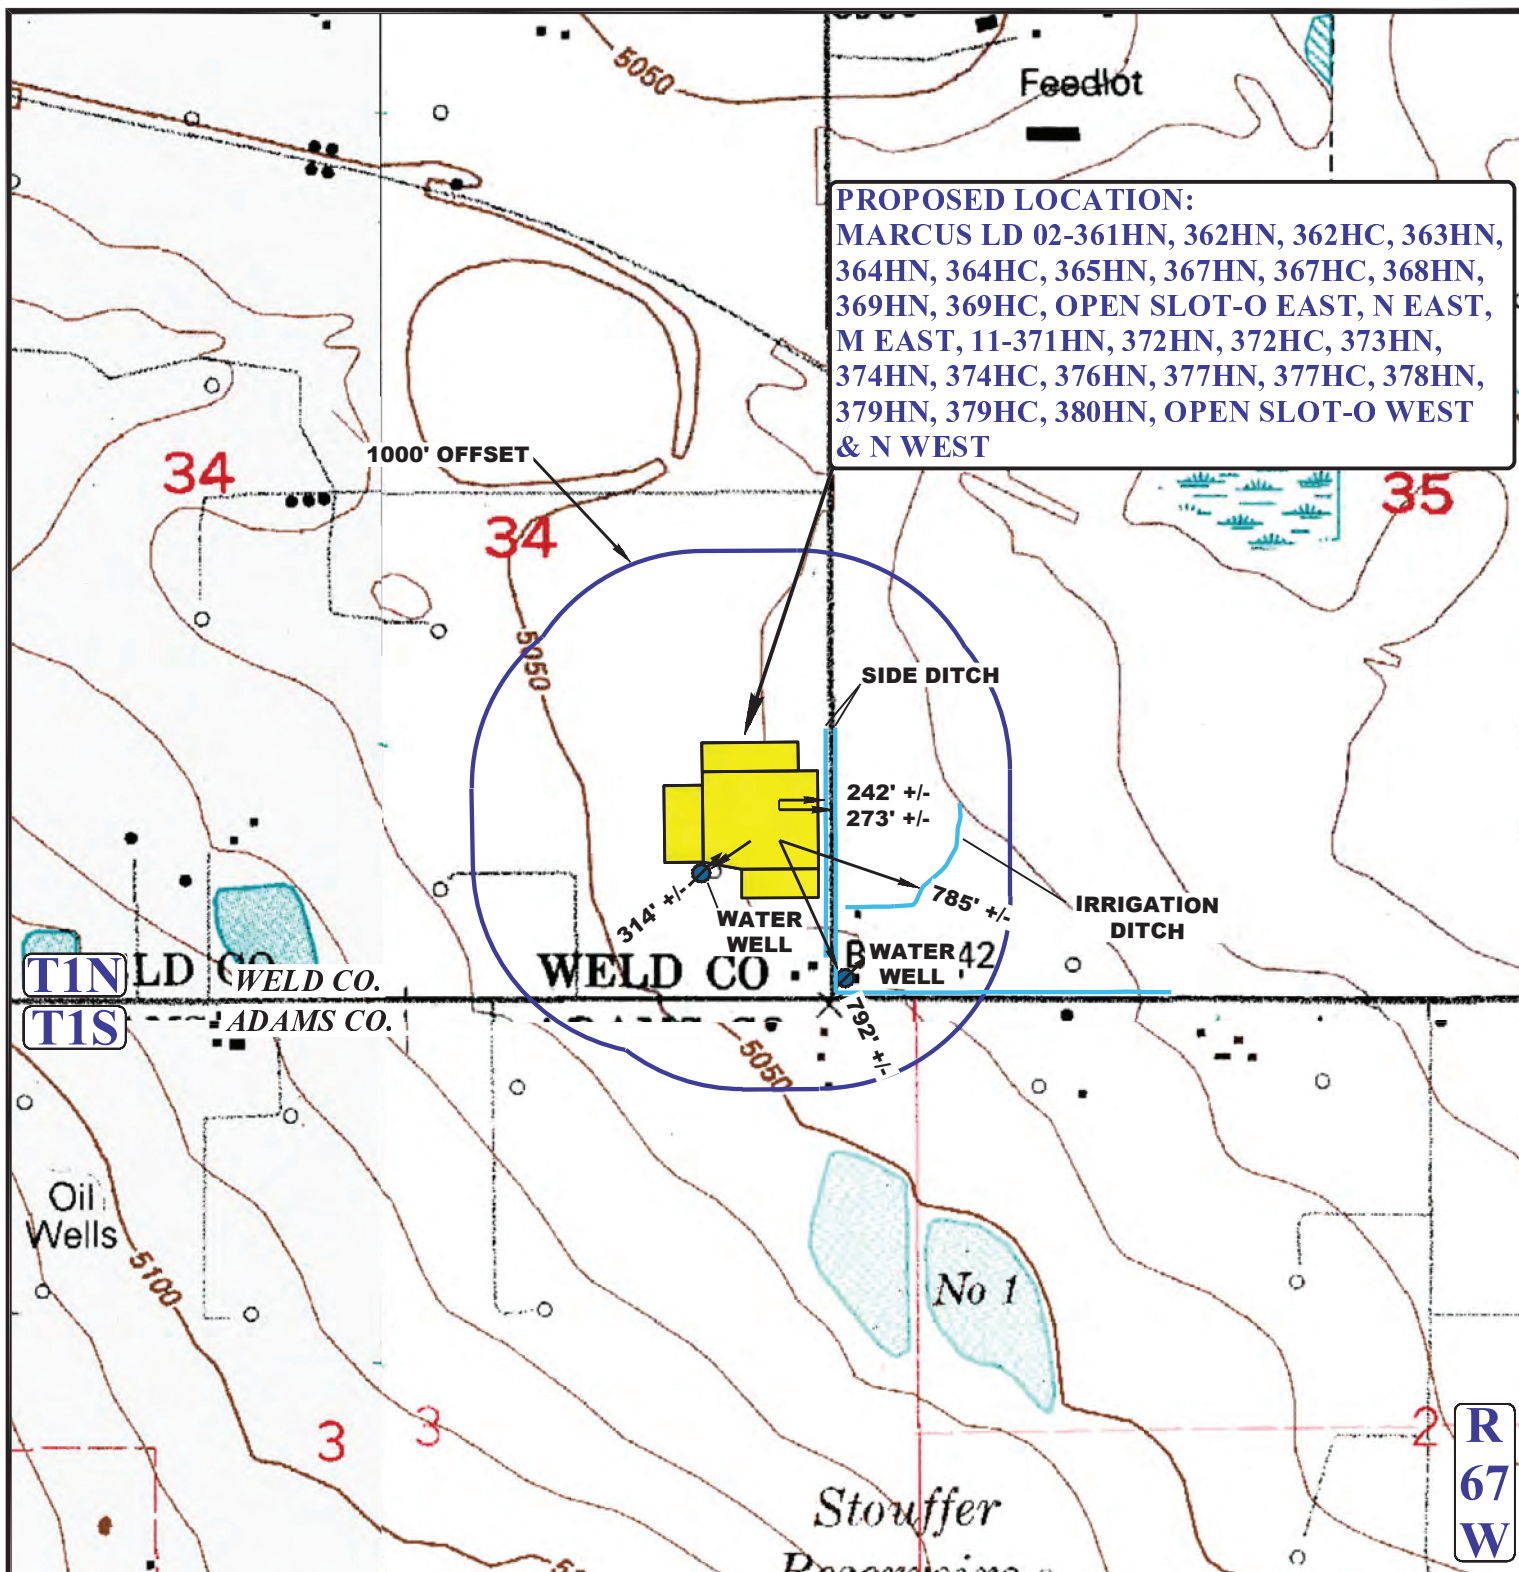 5050
Feedlot
PROPOSED LOCATION:
MARCUS LD 02-361HN, 362HN, 362HC, 363HN,
364HN, 364HC, 365HN, 367HN, 367HC, 368HN,
369HN, 369HC, OPEN SLOT-O EAST, N EAST,
M EAST, 11-371HN, 372HN, 372HC, 373HN,
374HN, 374HC, 376HN, 377HN, 377HC, 378HN,
379HN, 379HC, 380HN, OPEN SLOT-O WEST
& N WEST
1000' OFFSET
34
35
34
5050
SIDE DITCH
242' +/-
273' +/-
785' +/-
314' +/-
WATER
WELL
IRRIGATION
DITCH
WATER
WELL
42
T1N
LD CO
WELD CO.
WELD CO
T1S
ADAMS CO.
ADAMS CO
792' +/-
5050
Oil
Wells
5100
No 1
3
3
2
R
67
W
Stouffer